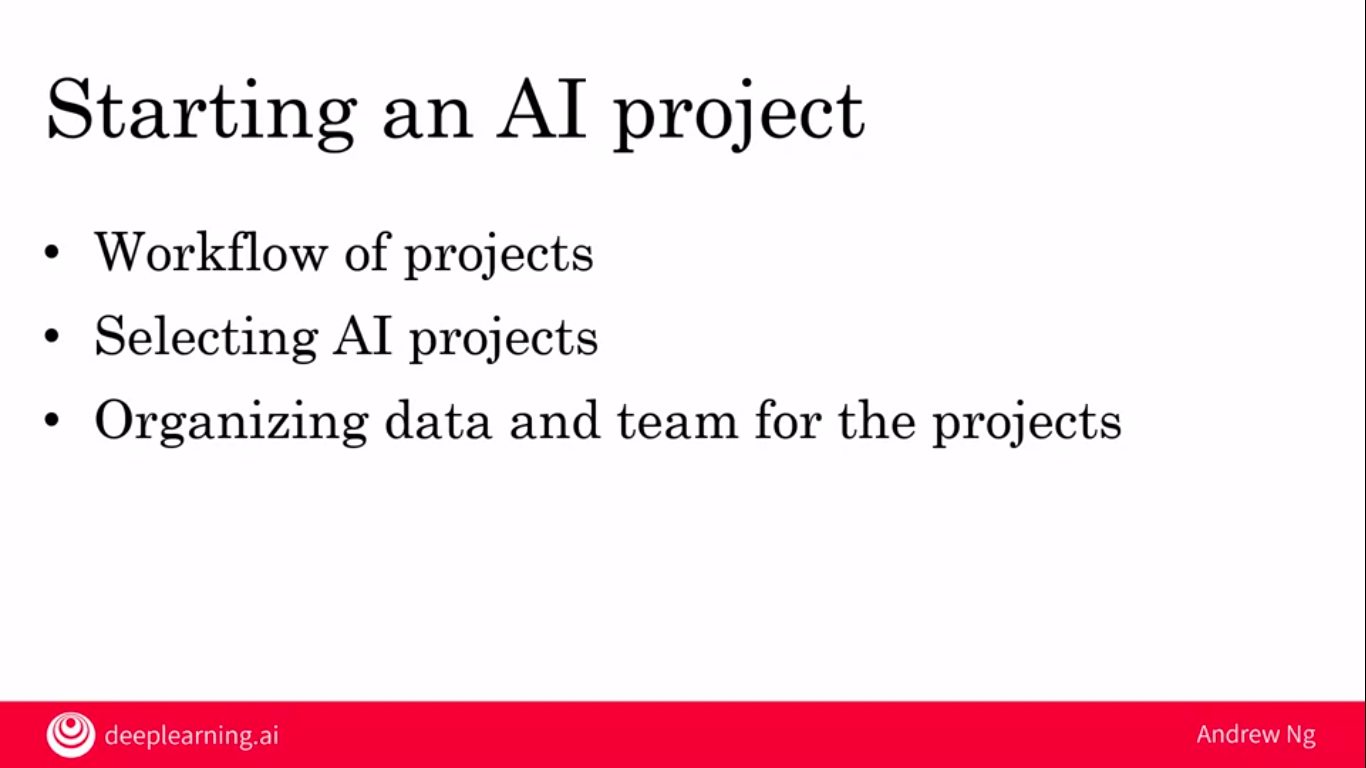 Starting an AI project
• Workflow of projects
• Selecting AI projects
• Organizing data and team for the projects
deeplearning.ai
Andrew Ng